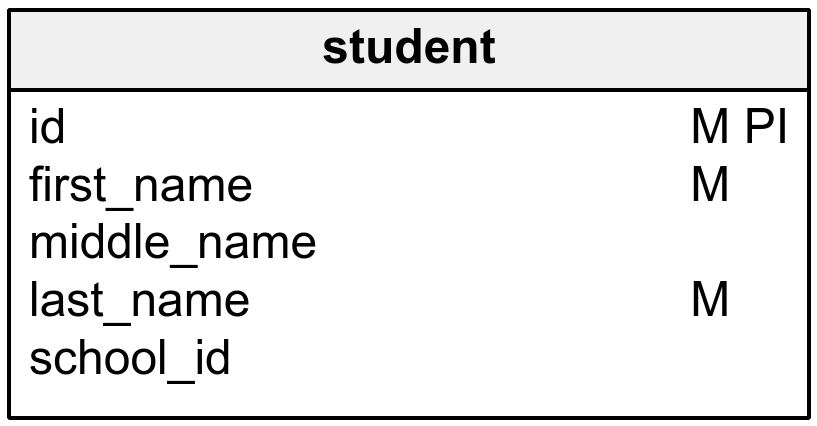 student
id M PI
first_name M
middle_name
last_name M
school_id